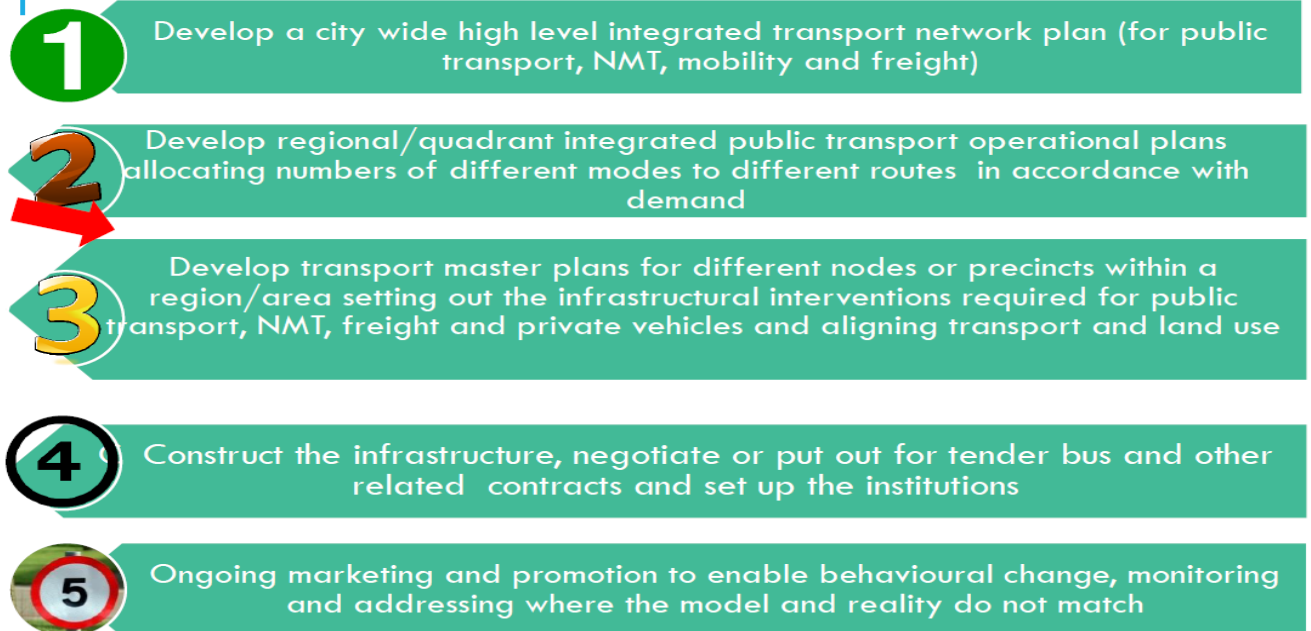 1
Develop a city wide high level integrated transport network plan (for public
transport, NMT, mobility and freight)
2
Develop regional/quadrant integrated public transport operational plans
allocating numbers of different modes to different routes in accordance with
demand
3
Develop transport master plans for different nodes or precincts within a
region/area setting out the infrastructural interventions required for public
transport, NMT, freight and private vehicles and aligning transport and land use
4
Construct the infrastructure, negotiate or put out for tender bus and other
related contracts and set up the institutions
5
Ongoing marketing and promotion to enable behavioural change, monitoring
and addressing where the model and reality do not match